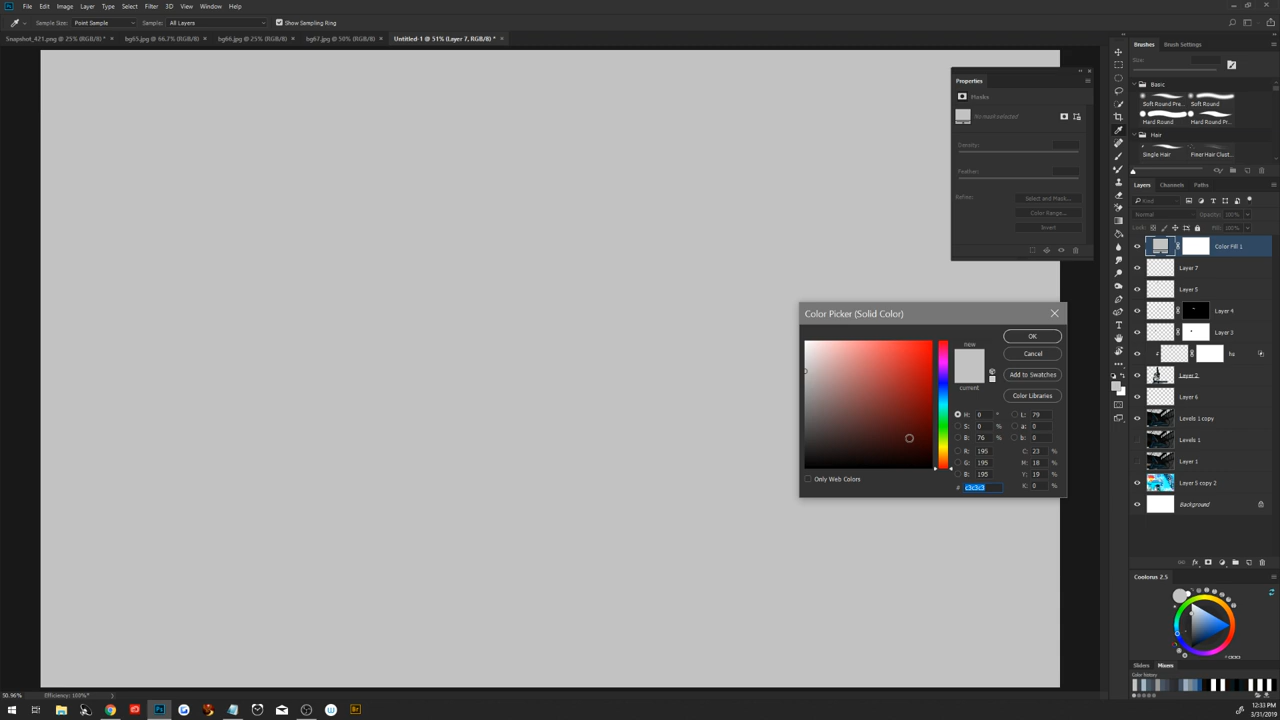 File Edit Image Layer Type Select Filter 3D View Window Help
Sample Size: Point Sample Sample: All Layers Show Sampling Ring
Snapshot_421.png @ 25% (RGB/8) * × bg65.jpg @ 66.7% (RGB/8) × bg66.jpg @ 25% (RGB/8) × bg67.jpg @ 50% (RGB/8) × Untitled-1 @ 51% (Layer 7, RGB/8) * ×
Properties
Masks
No mask selected
Density:
Feather:
Refine:
Select and Mask...
Color Range...
Invert
Brushes Brush Settings
Size:
Basic
Soft Round Pre... Soft Round
Hard Round Hard Round Pr...
Hair
Single Hair Finer Hair Clust...
Layers Channels Paths
Kind
Normal Opacity: 100%
Lock: Fill: 100%
Color Fill 1
Layer 7
Layer 5
Layer 4
Layer 3
ba
Layer 2
Layer 6
Levels 1 copy
Levels 1
Layer 1
Layer 5 copy 2
Background
Color Picker (Solid Color)
new
current
OK
Cancel
Add to Swatches
Color Libraries
H: 0 ° L: 79
S: 0 % a: 0
B: 76 % b: 0
R: 195 C: 23 %
G: 195 M: 18 %
B: 195 Y: 19 %
# c3c3c3 K: 0 %
Only Web Colors
Coolorus 2.5
Sliders Mixers
Color history
50.96% Efficiency: 100%*
12:33 PM
3/31/2019